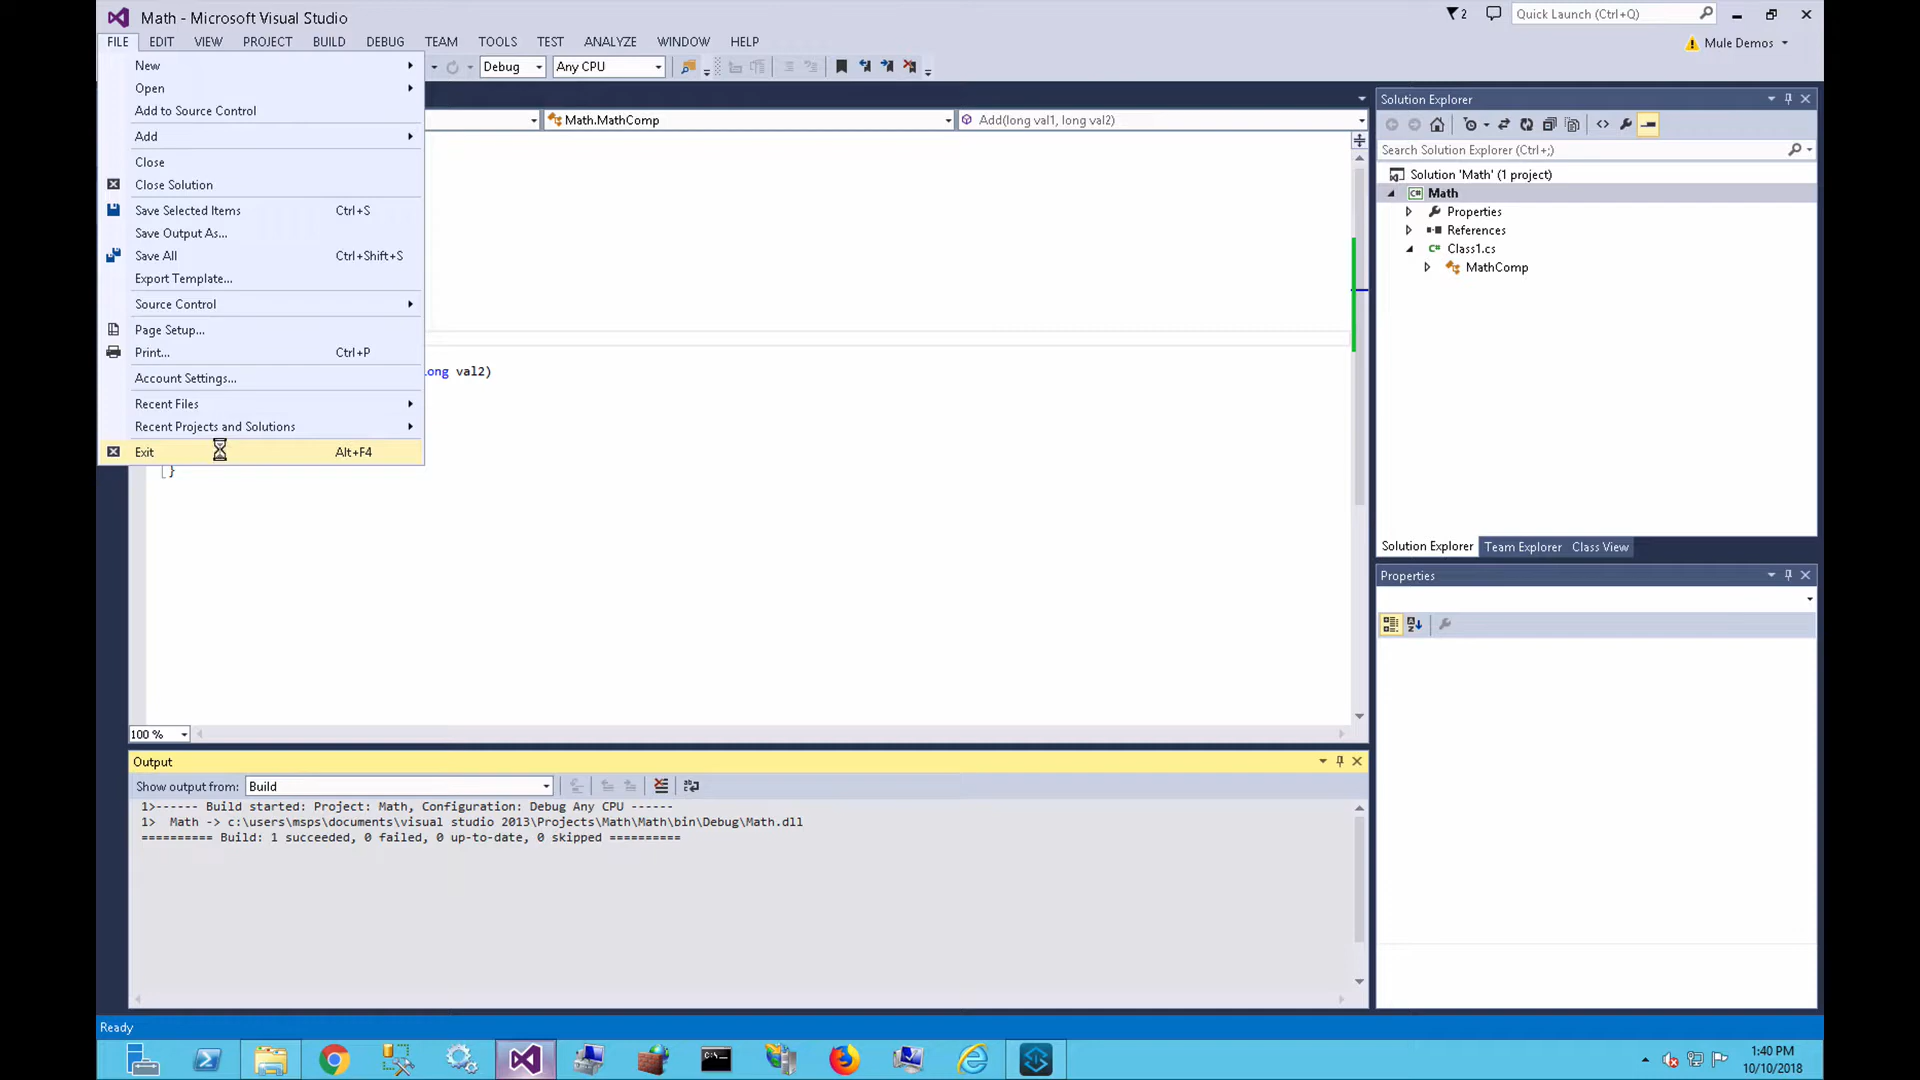 Math - Microsoft Visual Studio
2
Quick Launch (Ctrl+Q)
FILE EDIT VIEW PROJECT BUILD DEBUG TEAM TOOLS TEST ANALYZE WINDOW HELP
Mule Demos
Debug Any CPU
New
Open
Add to Source Control
Add
Close
Close Solution
Save Selected Items Ctrl+S
Save Output As...
Save All Ctrl+Shift+S
Export Template...
Source Control
Page Setup...
Print... Ctrl+P
Account Settings...
Recent Files
Recent Projects and Solutions
Exit Alt+F4
Math.MathComp
Add(long val1, long val2)
long val2)
}
100 %
Solution Explorer
Search Solution Explorer (Ctrl+;)
Solution 'Math' (1 project)
C# Math
Properties
References
C# Class1.cs
MathComp
Solution Explorer Team Explorer Class View
Properties
Output
Show output from: Build
1>------ Build started: Project: Math, Configuration: Debug Any CPU ------
1> Math -> c:\users\msps\documents\visual studio 2013\Projects\Math\Math\bin\Debug\Math.dll
========== Build: 1 succeeded, 0 failed, 0 up-to-date, 0 skipped ==========
Ready
1:40 PM
10/10/2018